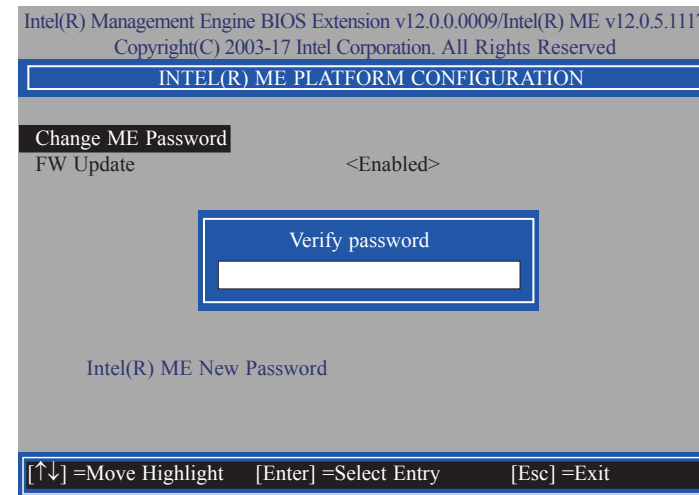 Intel(R) Management Engine BIOS Extension v12.0.0.0009/Intel(R) ME v12.0.5.1117
Copyright(C) 2003-17 Intel Corporation. All Rights Reserved
INTEL(R) ME PLATFORM CONFIGURATION
Change ME Password
FW Update <Enabled>
Verify password
Intel(R) ME New Password
[↑↓] =Move Highlight [Enter] =Select Entry [Esc] =Exit